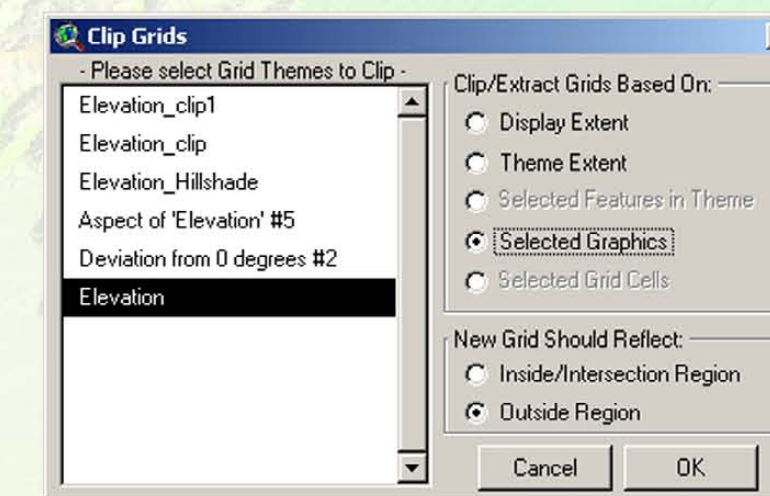 Clip Grids
- Please select Grid Themes to Clip -
Elevation_clip1
Elevation_clip
Elevation_Hillshade
Aspect of 'Elevation' #5
Deviation from 0 degrees #2
Elevation
Clip/Extract Grids Based On:
Display Extent
Theme Extent
Selected Features in Theme
Selected Graphics
Selected Grid Cells
New Grid Should Reflect:
Inside/Intersection Region
Outside Region
Cancel
OK